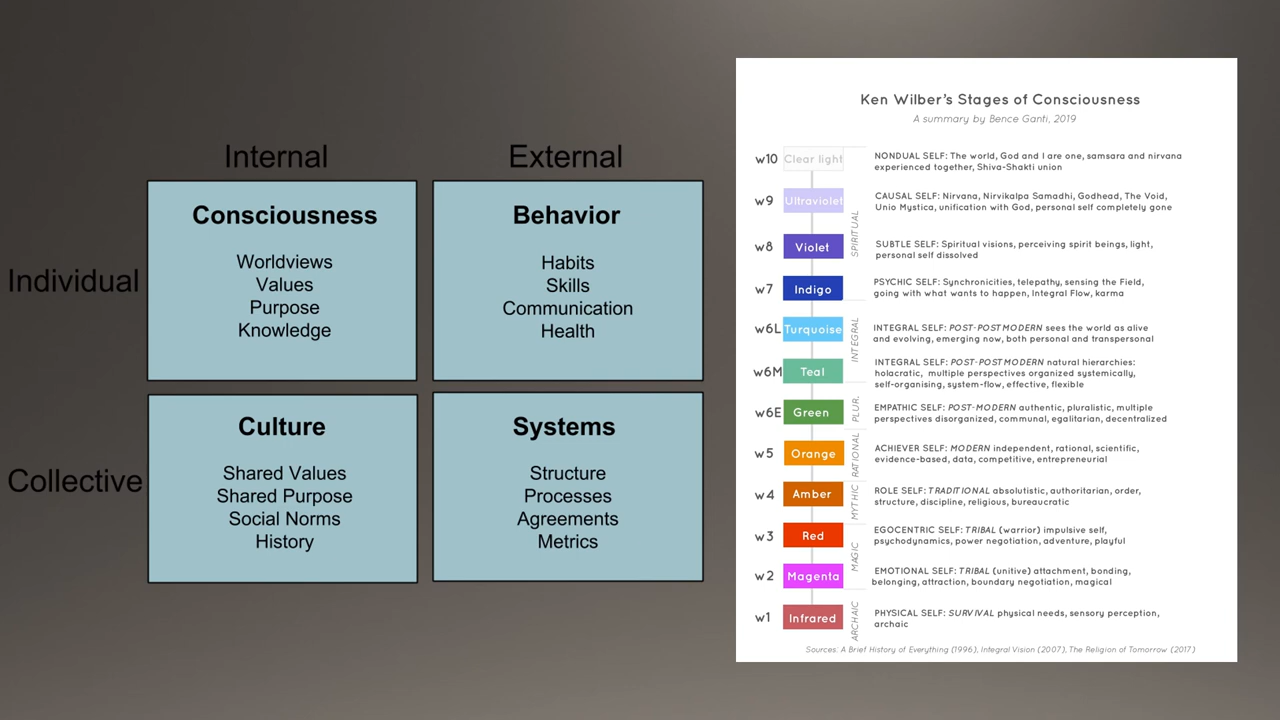 Internal
External
Individual
Consciousness
Worldviews
Values
Purpose
Knowledge
Behavior
Habits
Skills
Communication
Health
Collective
Culture
Shared Values
Shared Purpose
Social Norms
History
Systems
Structure
Processes
Agreements
Metrics
Ken Wilber's Stages of Consciousness
A summary by Bence Ganti, 2019
w10 Clear light NONDUAL SELF: The world, God and I are one, samsara and nirvana
experienced together, Shiva-Shakti union
w9 Ultraviolet CAUSAL SELF: Nirvana, Nirvikalpa Samadhi, Godhead, The Void,
Unio Mystica, unification with God, personal self completely gone
SPIRITUAL
w8 Violet SUBTLE SELF: Spiritual visions, perceiving spirit beings, light,
personal self dissolved
w7 Indigo PSYCHIC SELF: Synchronicities, telepathy, sensing the Field,
going with what wants to happen, Integral Flow, karma
w6L Turquoise INTEGRAL SELF: POST-POSTMODERN sees the world as alive
and evolving, emerging now, both personal and transpersonal
INTEGRAL
w6M Teal INTEGRAL SELF: POST-POSTMODERN natural hierarchies:
holacratic, multiple perspectives organized systemically,
self-organising, system-flow, effective, flexible
w6E Green EMPATHIC SELF: POST-MODERN authentic, pluralistic, multiple
perspectives disorganized, communal, egalitarian, decentralized
PLUR.
w5 Orange ACHIEVER SELF: MODERN independent, rational, scientific,
evidence-based, data, competitive, entrepreneurial
RATIONAL
w4 Amber ROLE SELF: TRADITIONAL absolutistic, authoritarian, order,
structure, discipline, religious, bureaucratic
MYTHIC
w3 Red EGOCENTRIC SELF: TRIBAL (warrior) impulsive self,
psychodynamics, power negotiation, adventure, playful
MAGIC
w2 Magenta EMOTIONAL SELF: TRIBAL (unitive) attachment, bonding,
belonging, attraction, boundary negotiation, magical
w1 Infrared PHYSICAL SELF: SURVIVAL physical needs, sensory perception,
archaic
ARCHAIC
Sources: A Brief History of Everything (1996), Integral Vision (2007), The Religion of Tomorrow (2017)